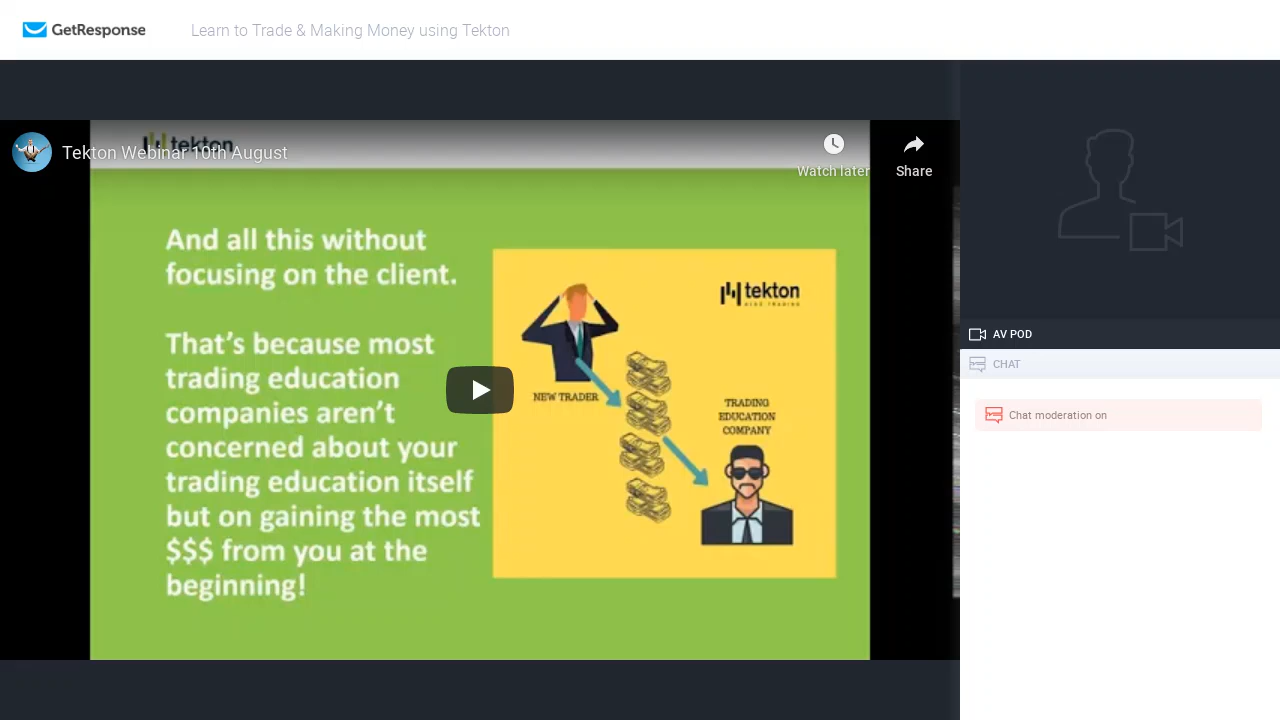 GetResponse
Learn to Trade & Making Money using Tekton
tekton
Tekton Webinar 10th August
Watch later
Share
And all this without
focusing on the client.
That's because most
trading education
companies aren't
concerned about your
trading education itself
but on gaining the most
$$$ from you at the
beginning!
tekton
ALGO TRADING
NEW TRADER
TRADING
EDUCATION
COMPANY
AV POD
CHAT
Chat moderation on